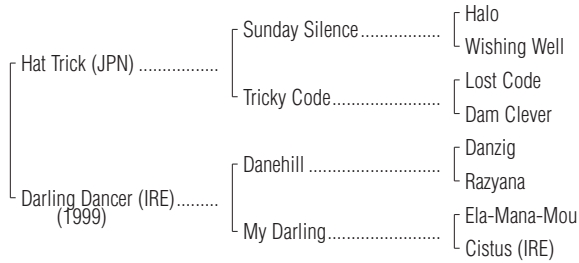 Halo
Sunday Silence..................
Wishing Well
Hat Trick (JPN) ..................
Lost Code
Tricky Code........................
Dam Clever
Danzig
Danehill .............................
Razyana
Darling Dancer (IRE).........
(1999)
Ela-Mana-Mou
My Darling.........................
Cistus (IRE)